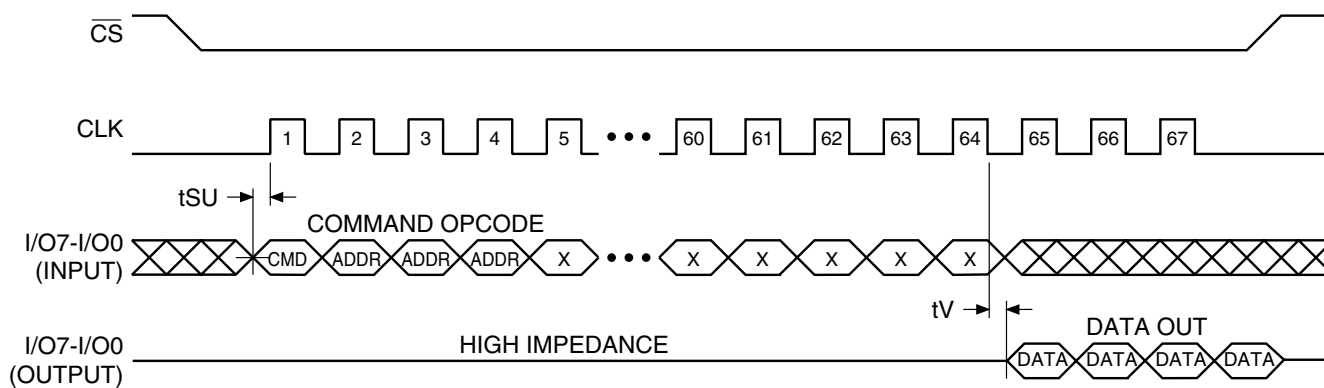 C̅S̅
CLK
1 2 3 4 5 ••• 60 61 62 63 64 65 66 67
tSU
COMMAND OPCODE
I/O7-I/O0
(INPUT)
CMD ADDR ADDR ADDR X ••• X X X X X
tV
I/O7-I/O0
(OUTPUT)
HIGH IMPEDANCE
DATA OUT
DATA DATA DATA DATA